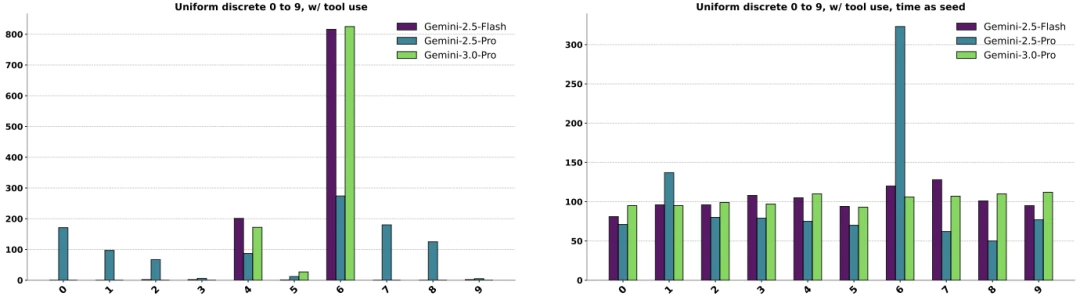 Uniform discrete 0 to 9, w/ tool use
Gemini-2.5-Flash
Gemini-2.5-Pro
Gemini-3.0-Pro
800
700
600
500
400
300
200
100
0
0 1 2 3 4 5 6 7 8 9
Uniform discrete 0 to 9, w/ tool use, time as seed
Gemini-2.5-Flash
Gemini-2.5-Pro
Gemini-3.0-Pro
300
250
200
150
100
50
0
0 1 2 3 4 5 6 7 8 9